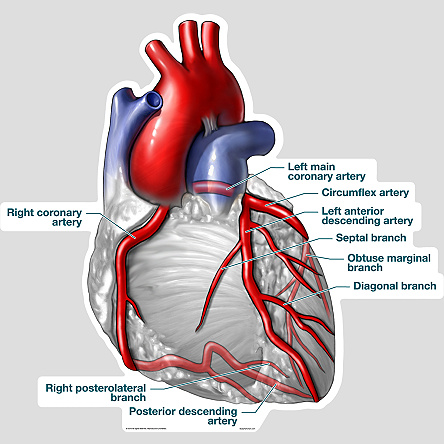 Left main
coronary artery
Circumflex artery
Left anterior
descending artery
Septal branch
Obtuse marginal
branch
Diagonal branch
Right coronary
artery
Right posterolateral
branch
Posterior descending
artery